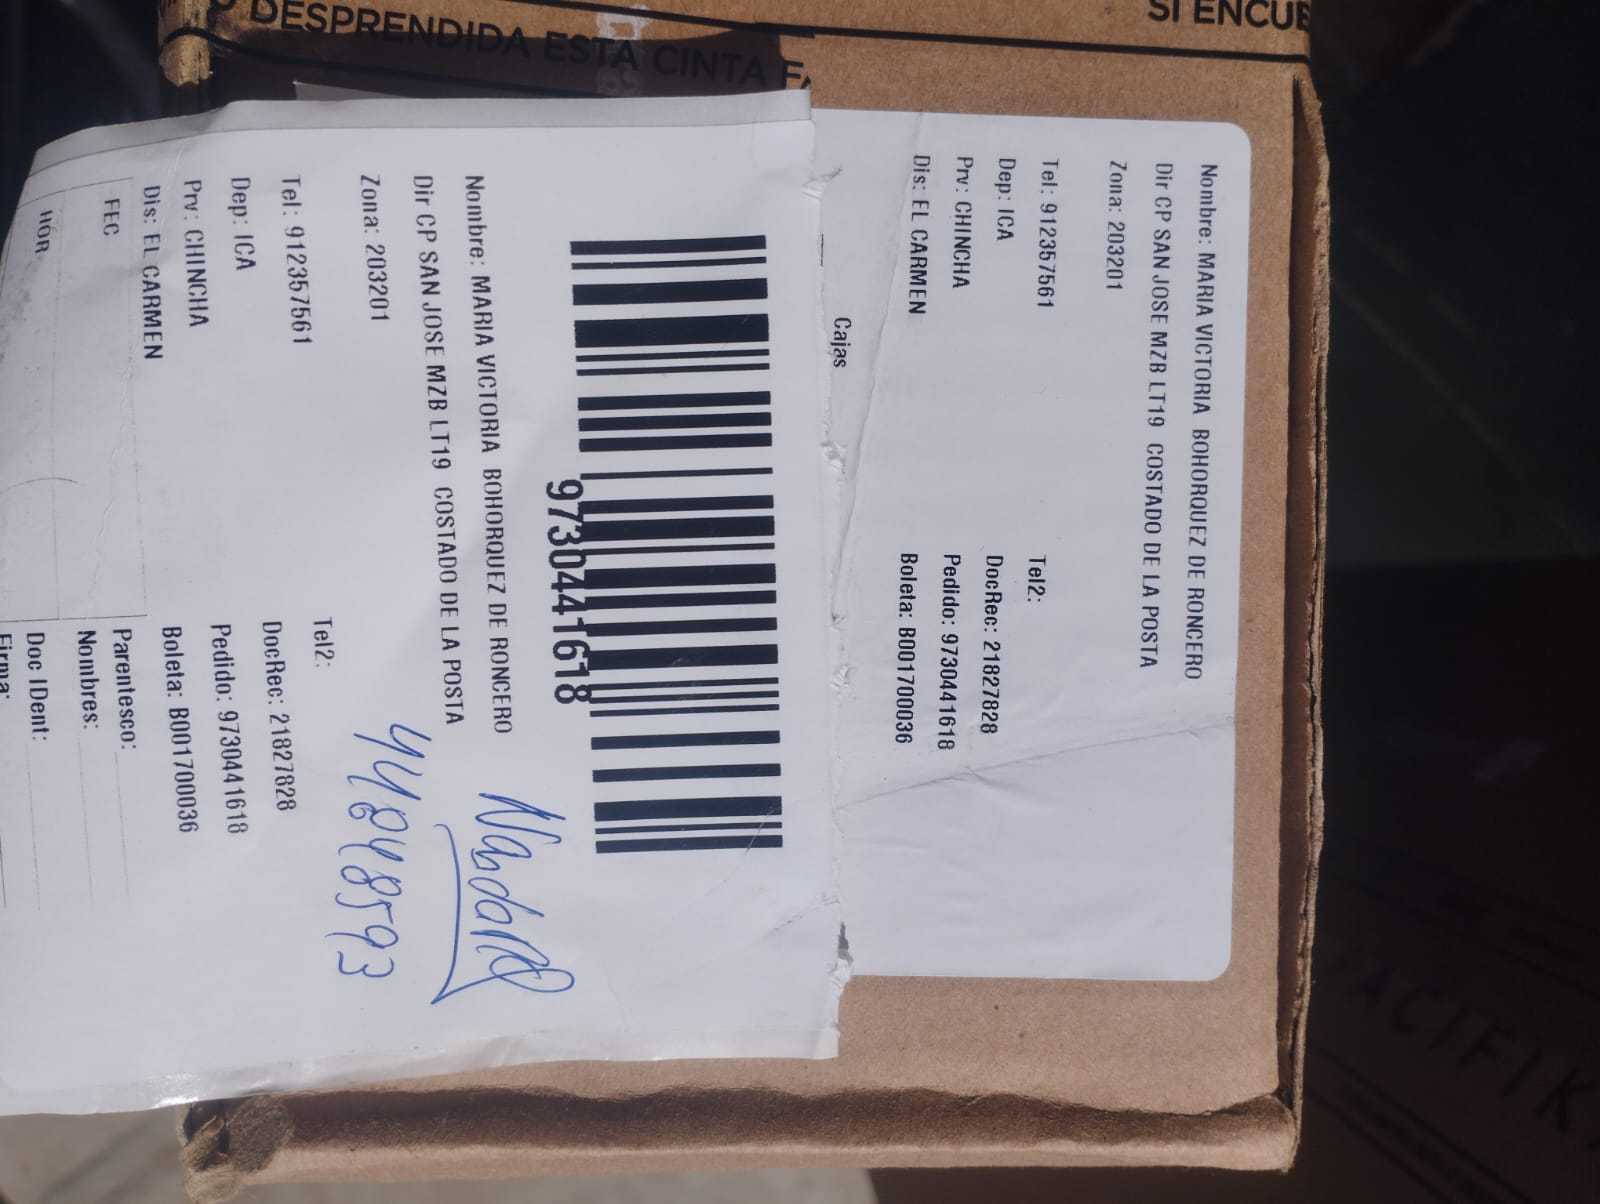 DESPRENDIDA ESTA CINTA
SI ENCUE
Nombre: MARIA VICTORIA BOHORQUEZ DE RONCERO
Dir CP SAN JOSE MZB LT19 COSTADO DE LA POSTA
Zona: 203201
Tel: 912357561
Tel2:
Dep: ICA
DocRec: 21827828
Prv: CHINCHA
Pedido: 9730441618
Dis: EL CARMEN
Boleta: B001700036
Cajas
9730441618
Nombre: MARIA VICTORIA BOHORQUEZ DE RONCERO
Dir CP SAN JOSE MZB LT19 COSTADO DE LA POSTA
Zona: 203201
Tel: 912357561
Tel2:
Dep: ICA
DocRec: 21827828
Prv: CHINCHA
Pedido: 9730441618
Dis: EL CARMEN
Boleta: B001700036
FEC
Parentesco:
Nombres:
HOR
Doc IDent:
Firma: